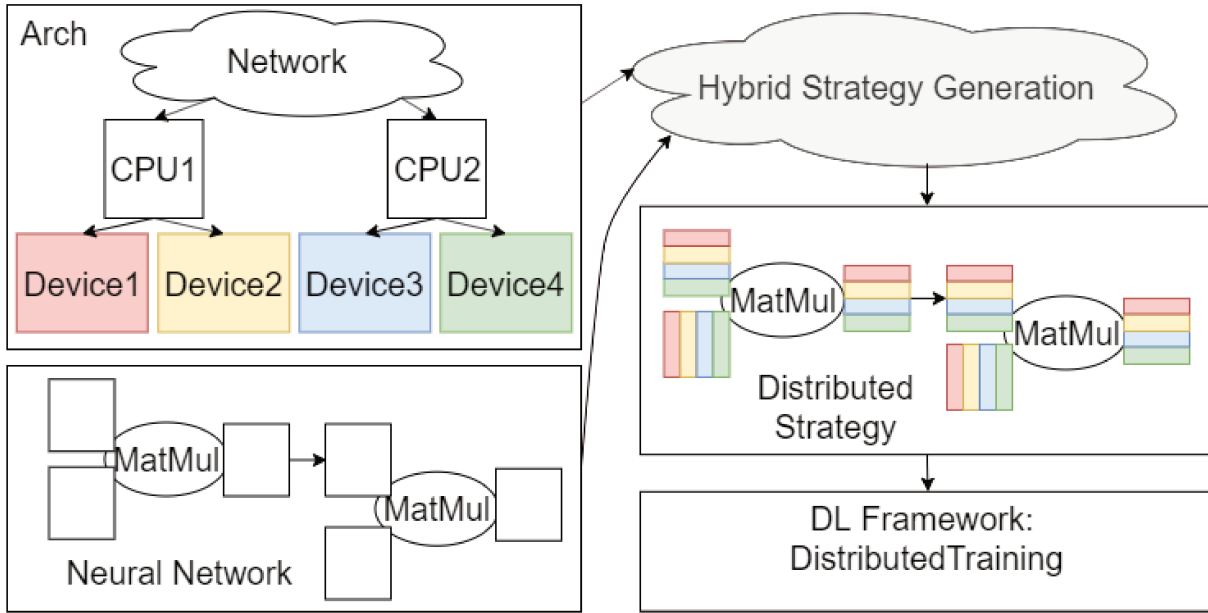 Arch
Network
CPU1
CPU2
Device1
Device2
Device3
Device4
MatMul
MatMul
Neural Network
Hybrid Strategy Generation
MatMul
MatMul
Distributed
Strategy
DL Framework:
DistributedTraining